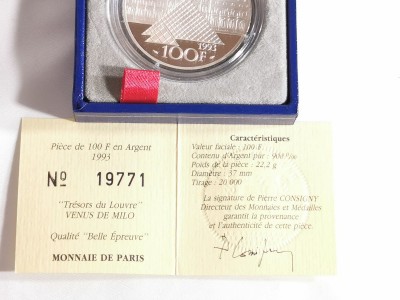 1993
100F
Pièce de 100 F en Argent
1993
Nº 19771
"Trésors du Louvre"
VENUS DE MILO
Qualité "Belle Épreuve"
MONNAIE DE PARIS
Caractéristiques
Valeur faciale : 100 F
Contenu d'Argent pur : 900 ‰
Poids de la pièce : 22,2 g
Diamètre : 37 mm
Tirage : 20 000
La signature de Pierre CONSIGNY
Directeur des Monnaies et Médailles
garantit la provenance
et l'authenticité de cette pièce.